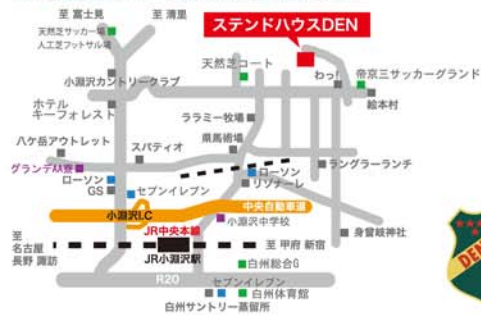 至 富士見
至 清里
ステンドハウスDEN
天然芝サッカー場
人工芝フットサル場
天然芝コート
わっ!
帝京三サッカーグランド
小淵沢カントリークラブ
絵本村
ホテル
キーフォレスト
ララミー牧場
県馬術場
八ケ岳アウトレット
スパティオ
ラングラーランチ
グランデAA寮
ローソン
ローソン
GS
セブンイレブン
リゾナーレ
中央自動車道
小淵沢I.C
小淵沢中学校
JR中央本線
至
名古屋
長野 諏訪
至 甲府 新宿
身曾岐神社
JR小淵沢駅
白州総合G
R20
セブンイレブン
白州体育館
白州サントリー蒸留所
DEN